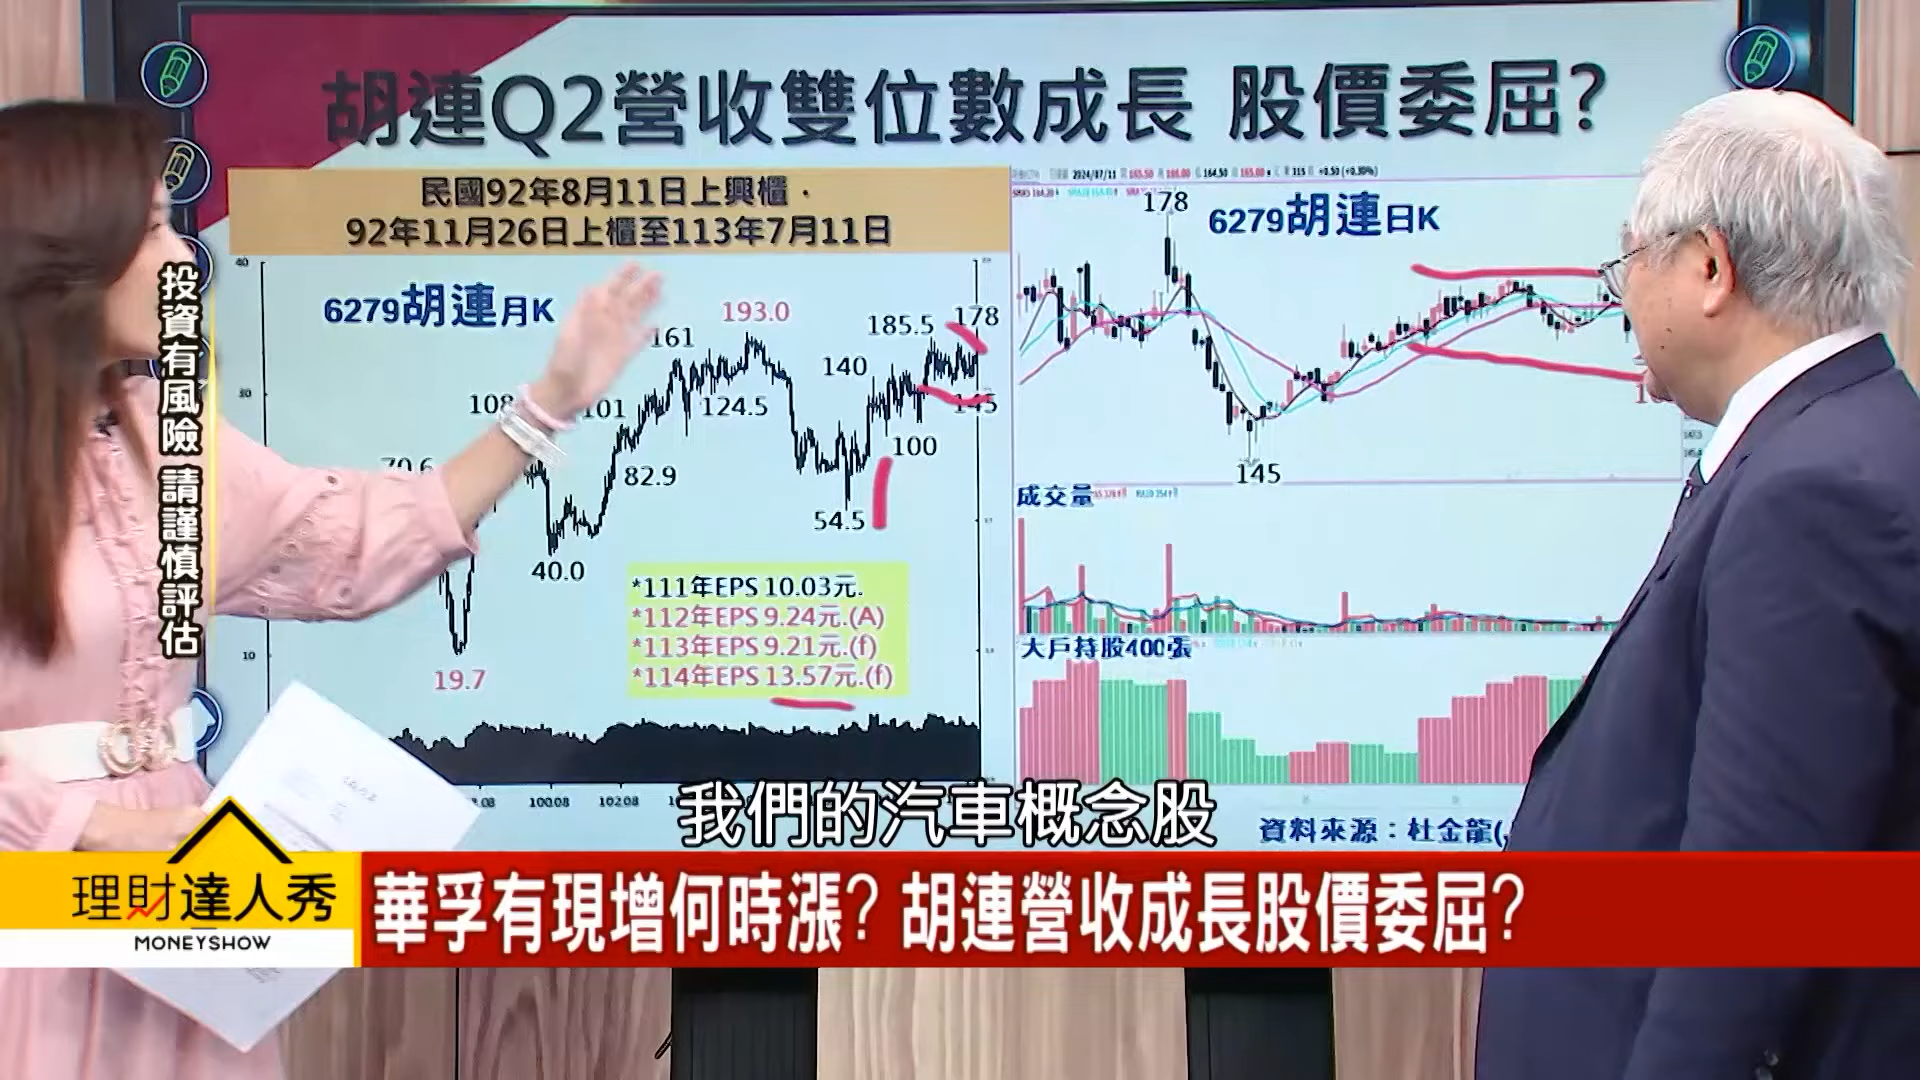 胡連Q2營收雙位數成長 股價委屈?
民國92年8月11日上興櫃．
92年11月26日上櫃至113年7月11日
6279胡連月K
193.0
161
185.5
178
140
108
101
124.5
145
100
70.6
82.9
54.5
40.0
19.7
*111年EPS 10.03元.
*112年EPS 9.24元.(A)
*113年EPS 9.21元.(f)
*114年EPS 13.57元.(f)
40
10
100.08
102.08
2024/07/11
178
6279胡連日K
145
成交量
大戶持股400張
資料來源：杜金龍(
投資有風險 請謹慎評估
我們的汽車概念股
理財達人秀
MONEYSHOW
華孚有現增何時漲? 胡連營收成長股價委屈?